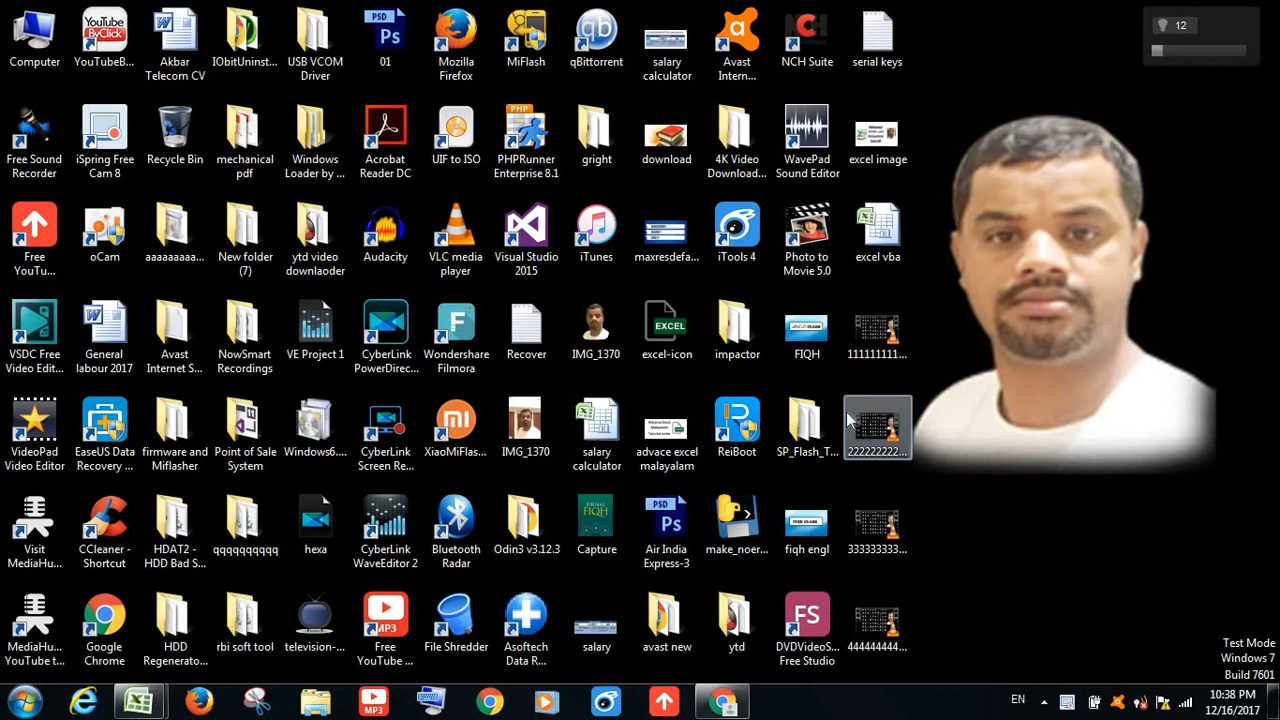 12
Computer
YouTubeB...
Akbar Telecom CV
IObitUninst...
USB VCOM Driver
01
Mozilla Firefox
MiFlash
qBittorrent
salary calculator
Avast Intern...
NCH Suite
serial keys
Free Sound Recorder
iSpring Free Cam 8
Recycle Bin
mechanical pdf
Windows Loader by ...
Acrobat Reader DC
UIF to ISO
PHPRunner Enterprise 8.1
gright
download
4K Video Download...
WavePad Sound Editor
excel image
Free YouTu...
oCam
aaaaaaaaa...
New folder (7)
ytd video downlaoder
Audacity
VLC media player
Visual Studio 2015
iTunes
maxresdefa...
iTools 4
Photo to Movie 5.0
excel vba
VSDC Free Video Edit...
General labour 2017
Avast Internet S...
NowSmart Recordings
VE Project 1
CyberLink PowerDirec...
Wondershare Filmora
Recover
IMG_1370
excel-icon
impactor
FIQH
111111111...
VideoPad Video Editor
EaseUS Data Recovery ...
firmware and Miflasher
Point of Sale System
Windows6....
CyberLink Screen Re...
XiaoMiFlas...
IMG_1370
salary calculator
advace excel malayalam
ReiBoot
SP_Flash_T...
222222222...
Visit MediaHu...
CCleaner - Shortcut
HDAT2 - HDD Bad S...
qqqqqqqqqq
hexa
CyberLink WaveEditor 2
Bluetooth Radar
Odin3 v3.12.3
Capture
Air India Express-3
make_noer...
fiqh engl
333333333...
MediaHu... YouTube t...
Google Chrome
HDD Regenerato...
rbi soft tool
television-...
Free YouTube ...
File Shredder
Asoftech Data R...
salary
avast new
ytd
DVDVideoS... Free Studio
444444444...
Test Mode
Windows 7
Build 7601
EN
10:38 PM
12/16/2017